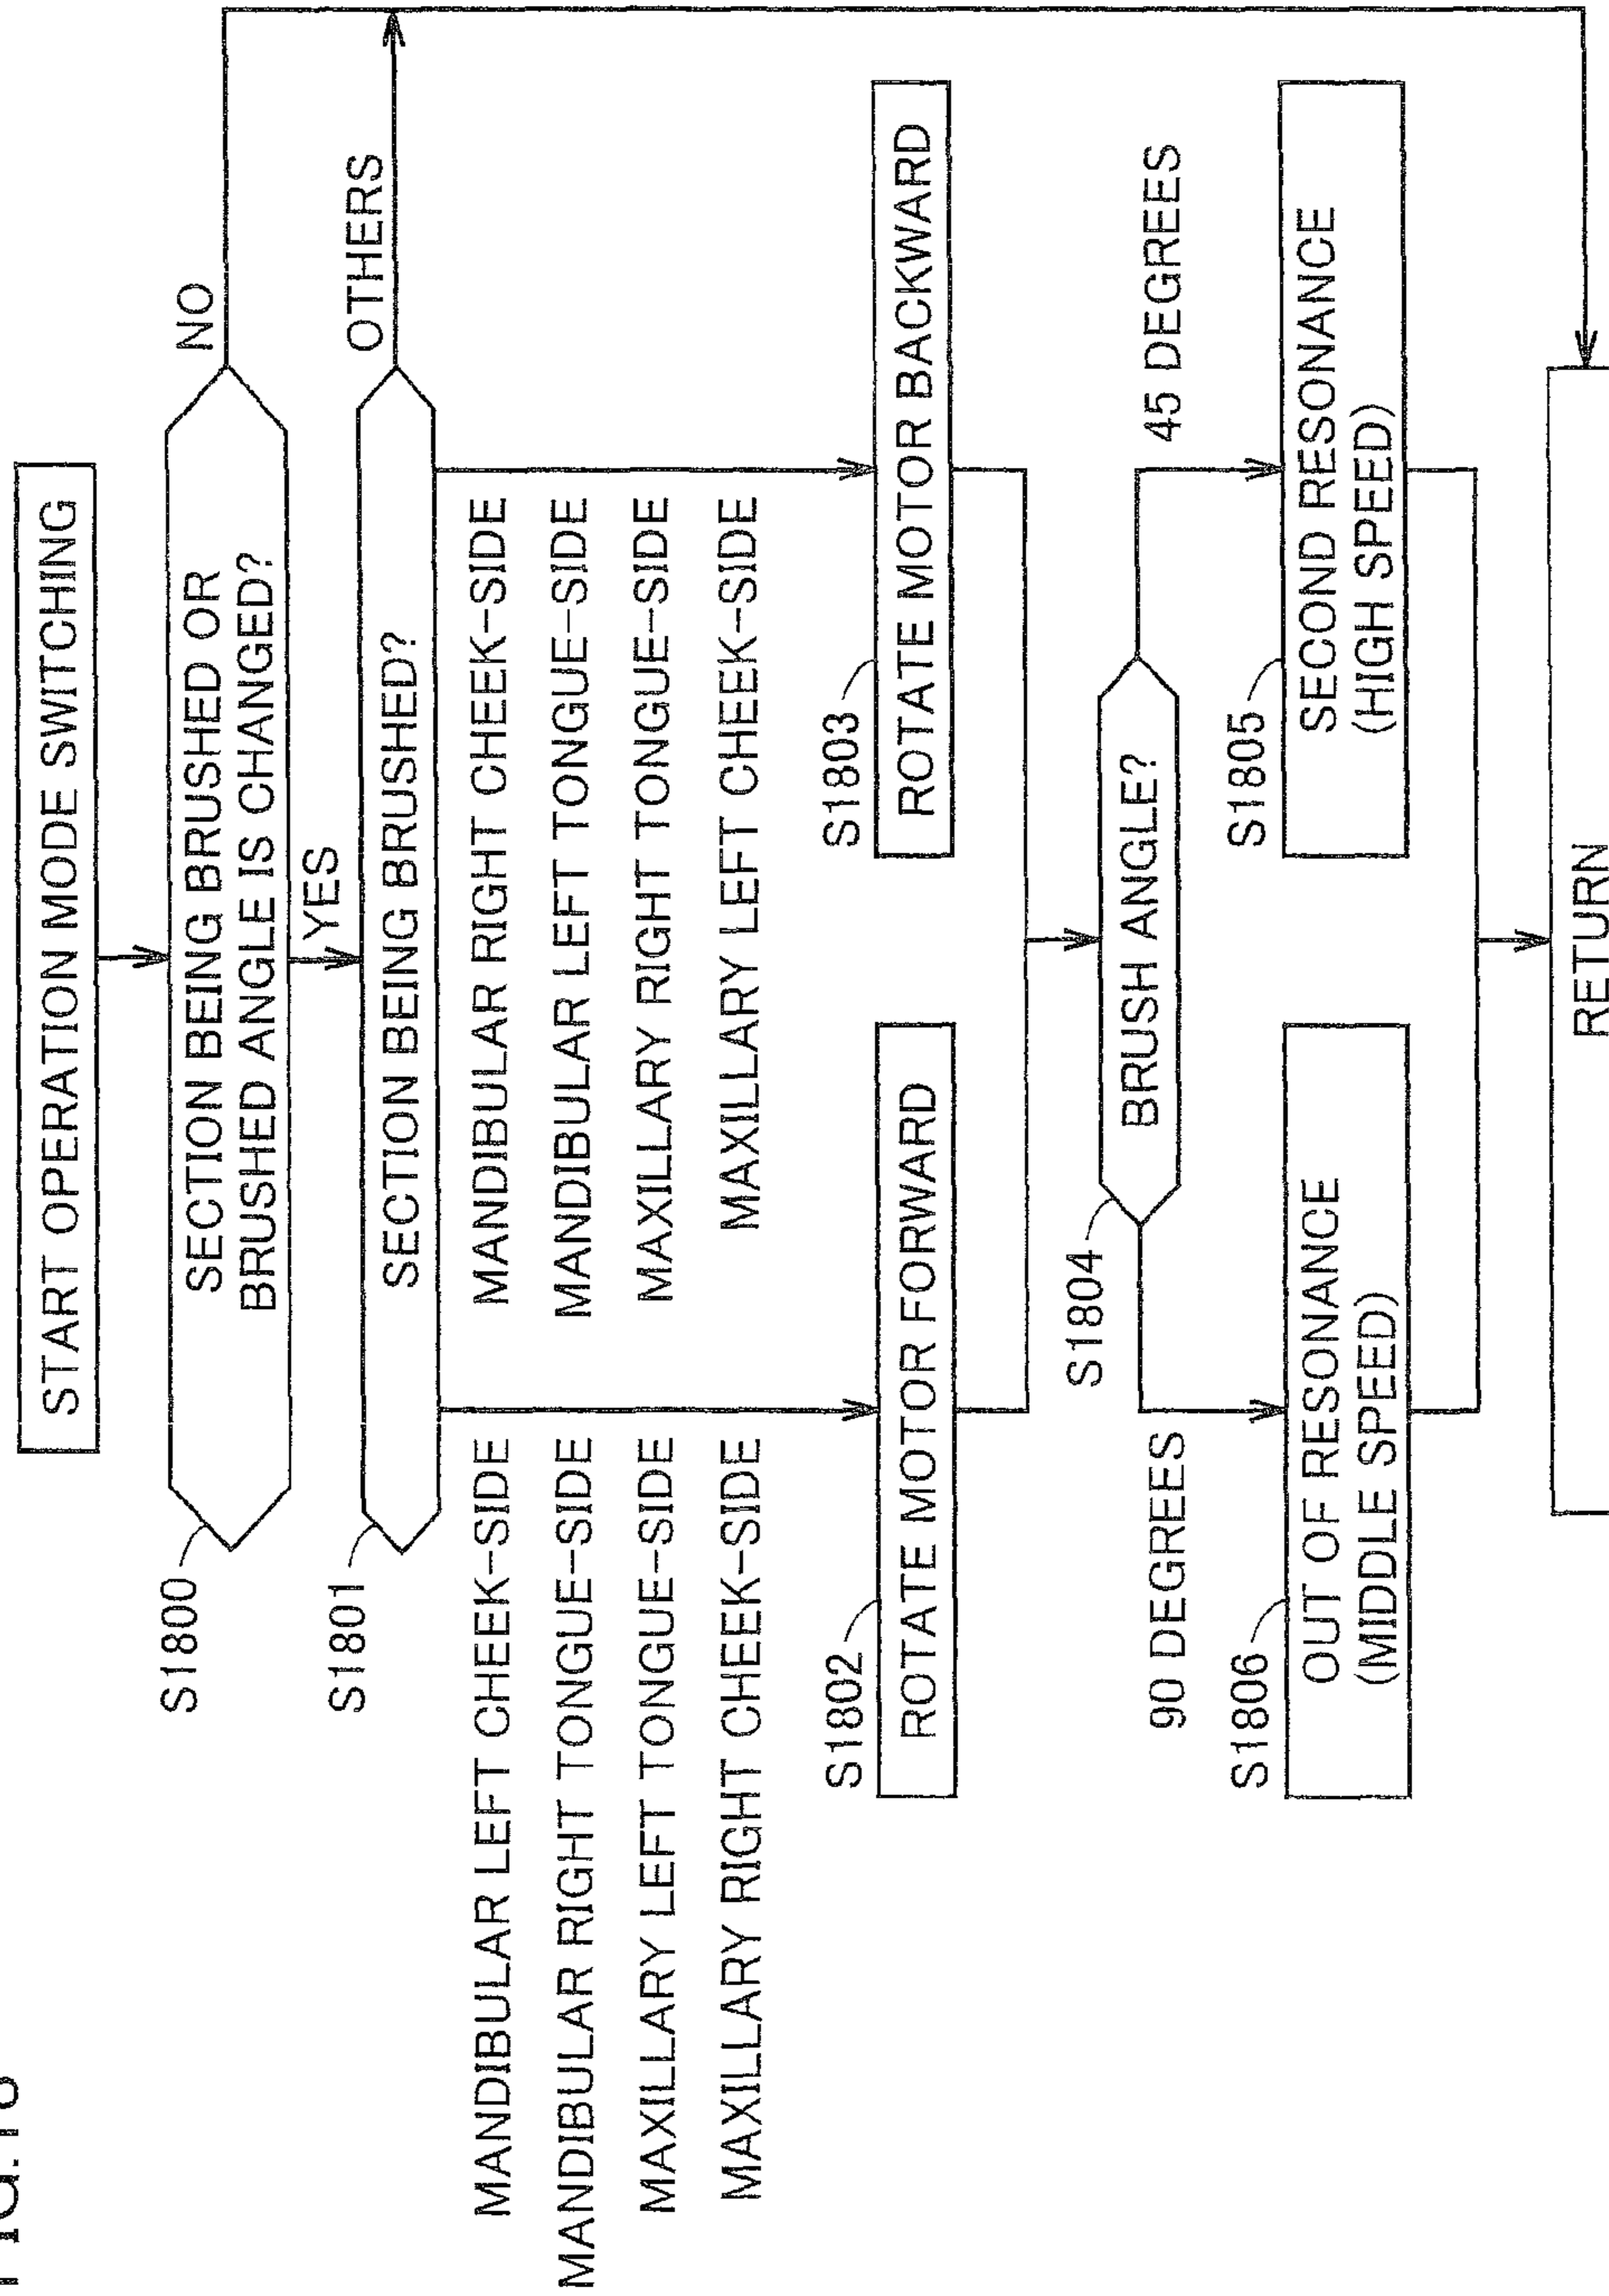 START OPERATION MODE SWITCHING
S1800
SECTION BEING BRUSHED OR
BRUSHED ANGLE IS CHANGED?
NO
YES
S1801
SECTION BEING BRUSHED?
OTHERS
MANDIBULAR LEFT CHEEK-SIDE
MANDIBULAR RIGHT TONGUE-SIDE
MAXILLARY LEFT TONGUE-SIDE
MAXILLARY RIGHT CHEEK-SIDE
MANDIBULAR RIGHT CHEEK-SIDE
MANDIBULAR LEFT TONGUE-SIDE
MAXILLARY RIGHT TONGUE-SIDE
MAXILLARY LEFT CHEEK-SIDE
S1802
ROTATE MOTOR FORWARD
S1803
ROTATE MOTOR BACKWARD
S1804
BRUSH ANGLE?
90 DEGREES
45 DEGREES
S1806
OUT OF RESONANCE
(MIDDLE SPEED)
S1805
SECOND RESONANCE
(HIGH SPEED)
RETURN